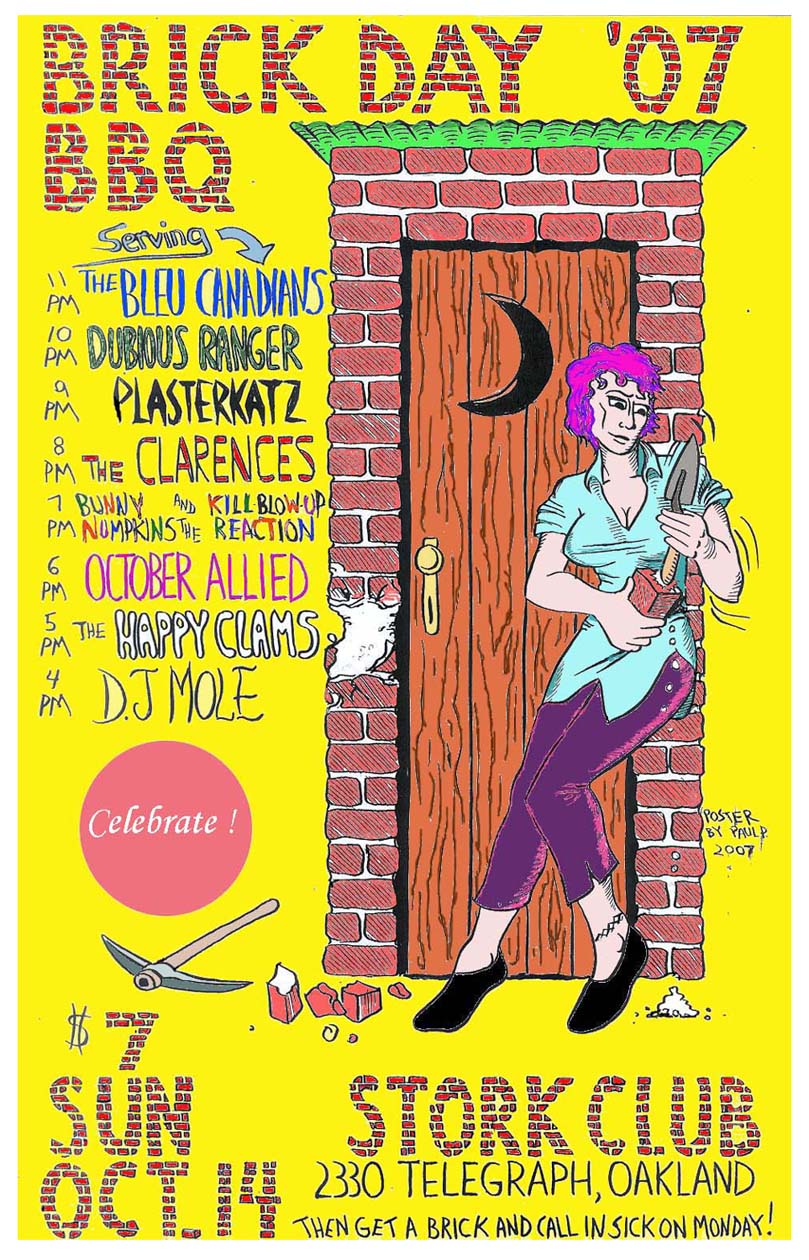 BRICK DAY '07
BBQ
Serving
11 PM THE BLEU CANADIANS
10 PM DUBIOUS RANGER
9 PM PLASTERKATZ
8 PM THE CLARENCES
7 PM BUNNY NUMPKINS AND THE KILL-BLOW-UP REACTION
6 PM OCTOBER ALLIED
5 PM THE HAPPY CLAMS
4 PM D.J MOLE
Celebrate !
POSTER
BY PAUL P.
2007
$7
SUN
OCT. 14
STORK CLUB
2330 TELEGRAPH, OAKLAND
THEN GET A BRICK AND CALL IN SICK ON MONDAY!